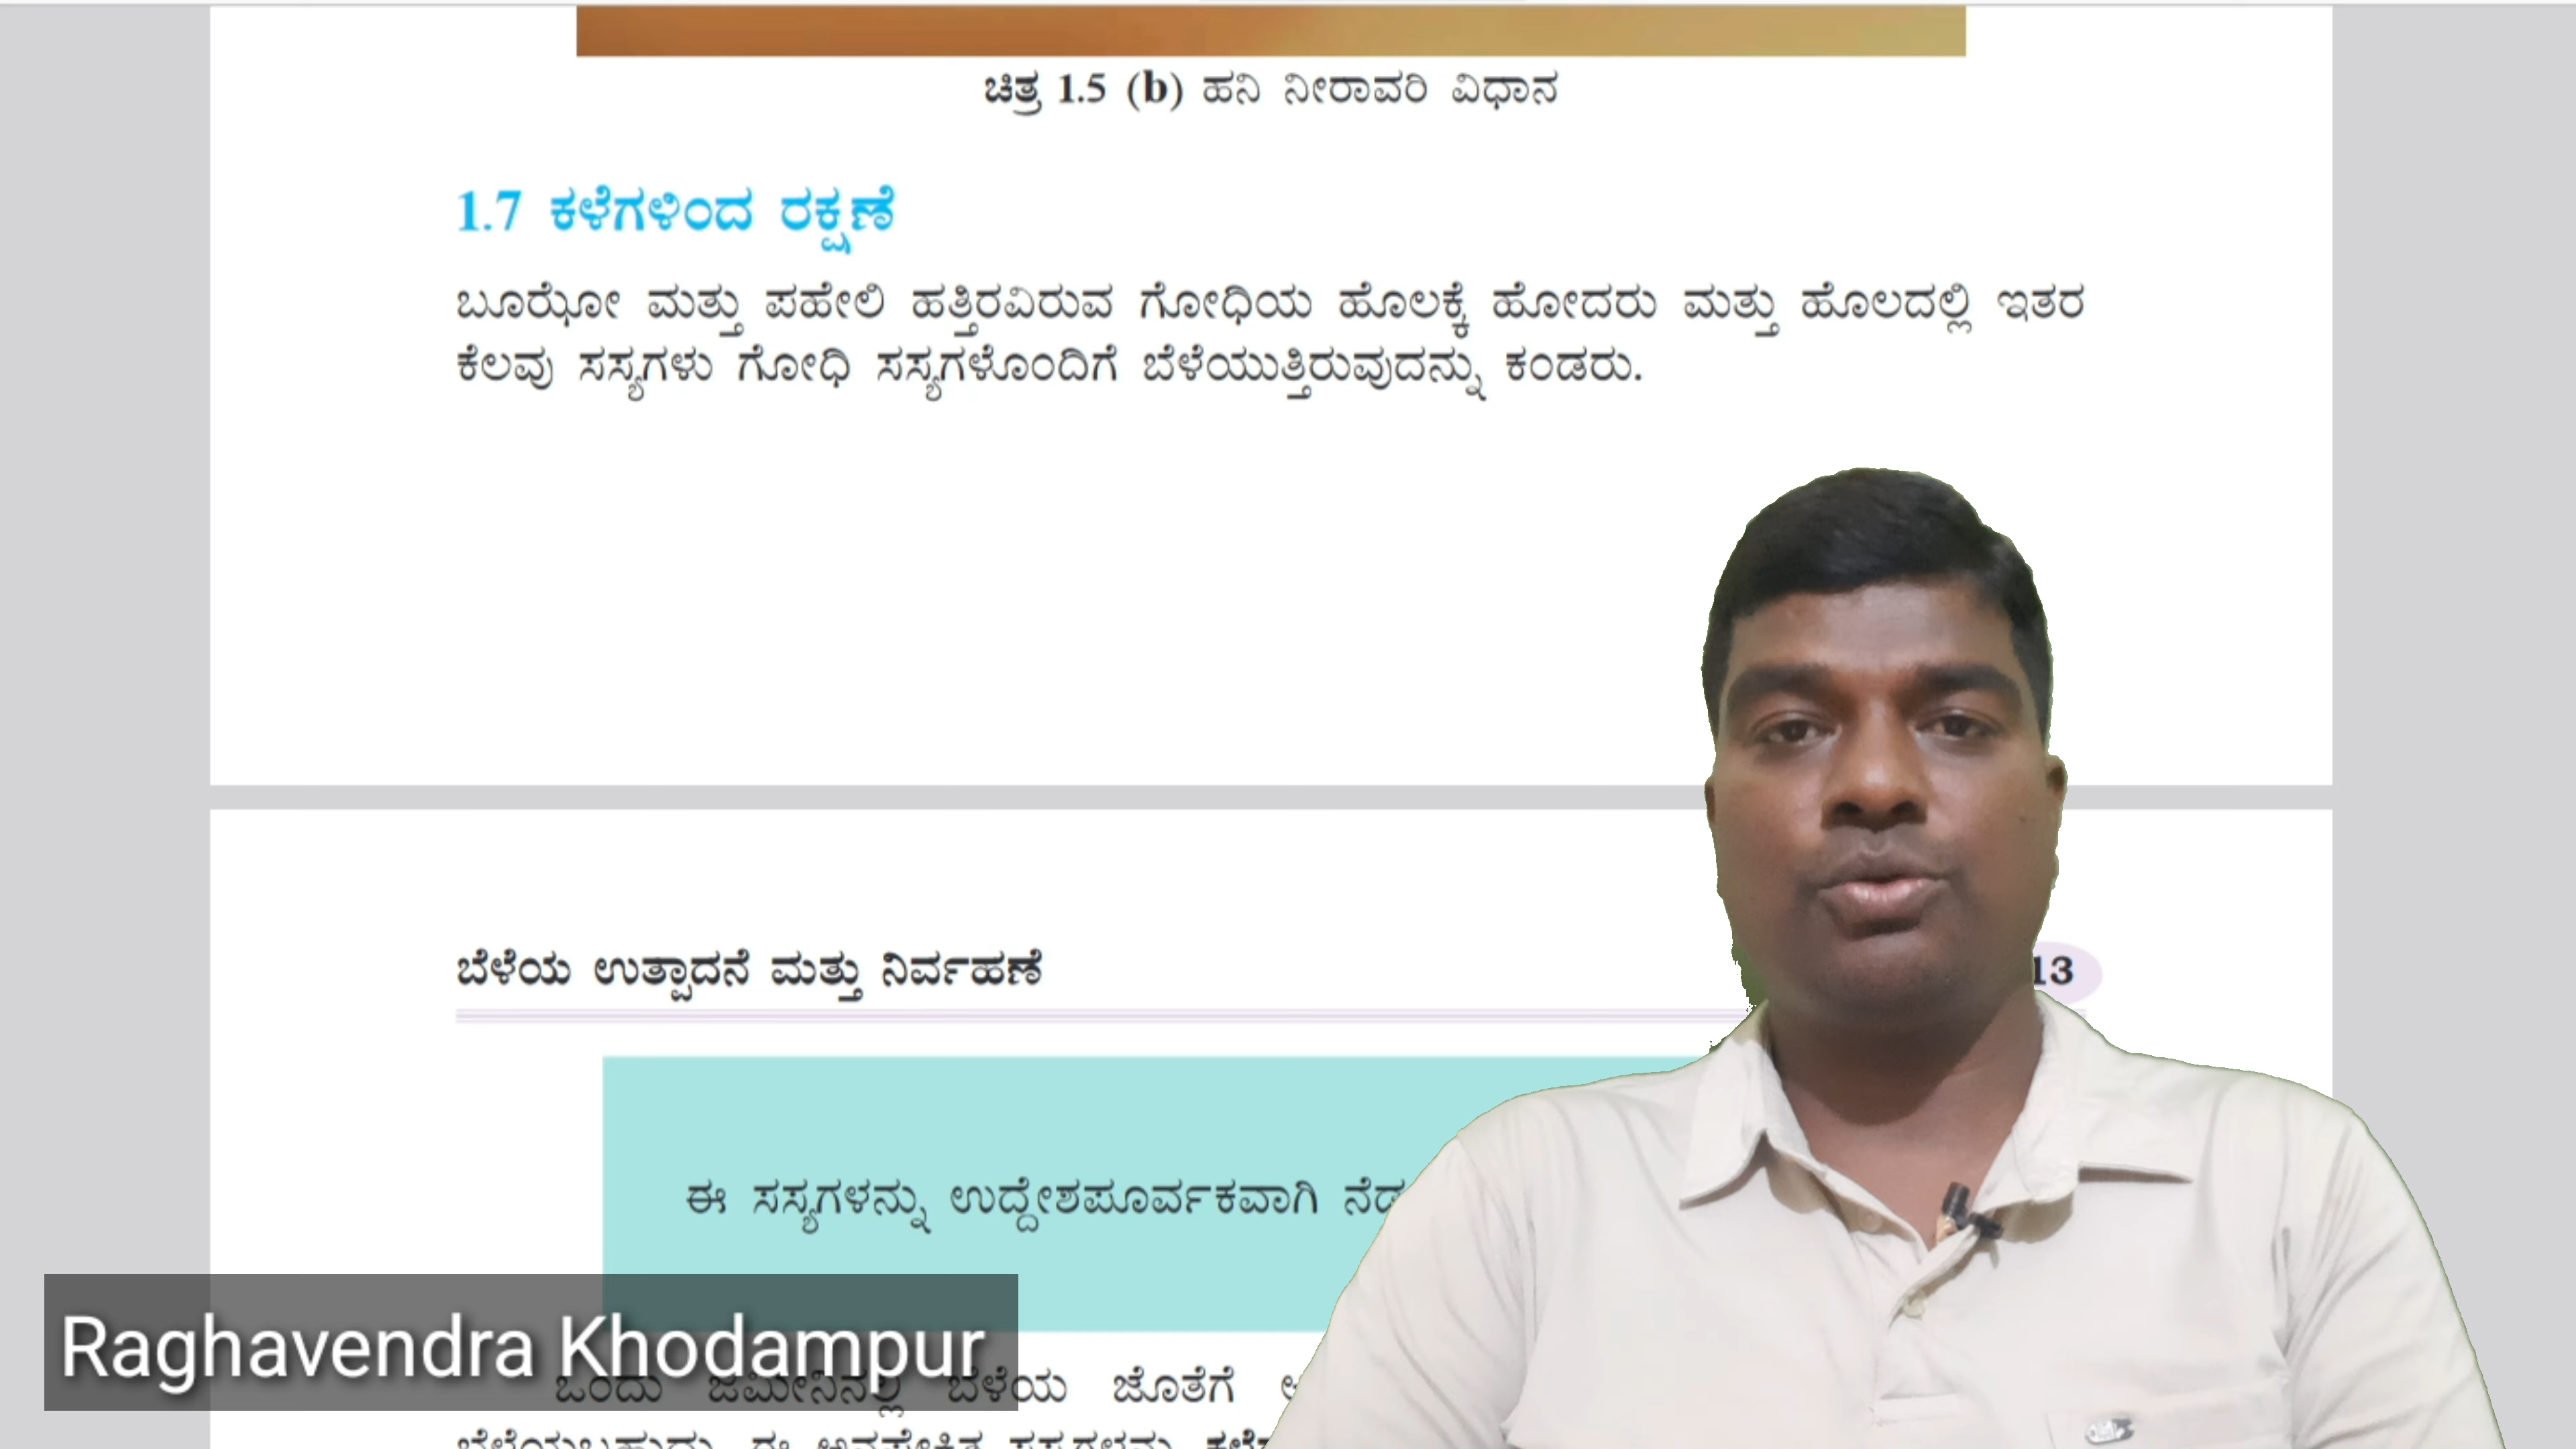 ಚಿತ್ರ 1.5 (b) ಹನಿ ನೀರಾವರಿ ವಿಧಾನ
1.7 ಕಳೆಗಳಿಂದ ರಕ್ಷಣೆ
ಬೂಝೋ ಮತ್ತು ಪಹೇಲಿ ಹತ್ತಿರವಿರುವ ಗೋಧಿಯ ಹೊಲಕ್ಕೆ ಹೋದರು ಮತ್ತು ಹೊಲದಲ್ಲಿ ಇತರ
ಕೆಲವು ಸಸ್ಯಗಳು ಗೋಧಿ ಸಸ್ಯಗಳೊಂದಿಗೆ ಬೆಳೆಯುತ್ತಿರುವುದನ್ನು ಕಂಡರು.
ಬೆಳೆಯ ಉತ್ಪಾದನೆ ಮತ್ತು ನಿರ್ವಹಣೆ 13
ಈ ಸಸ್ಯಗಳನ್ನು ಉದ್ದೇಶಪೂರ್ವಕವಾಗಿ
Raghavendra Khodampur
ಒಂದು ಜಮೀನಿನಲ್ಲಿ ಬೆಳೆಯ ಜೊತೆಗೆ